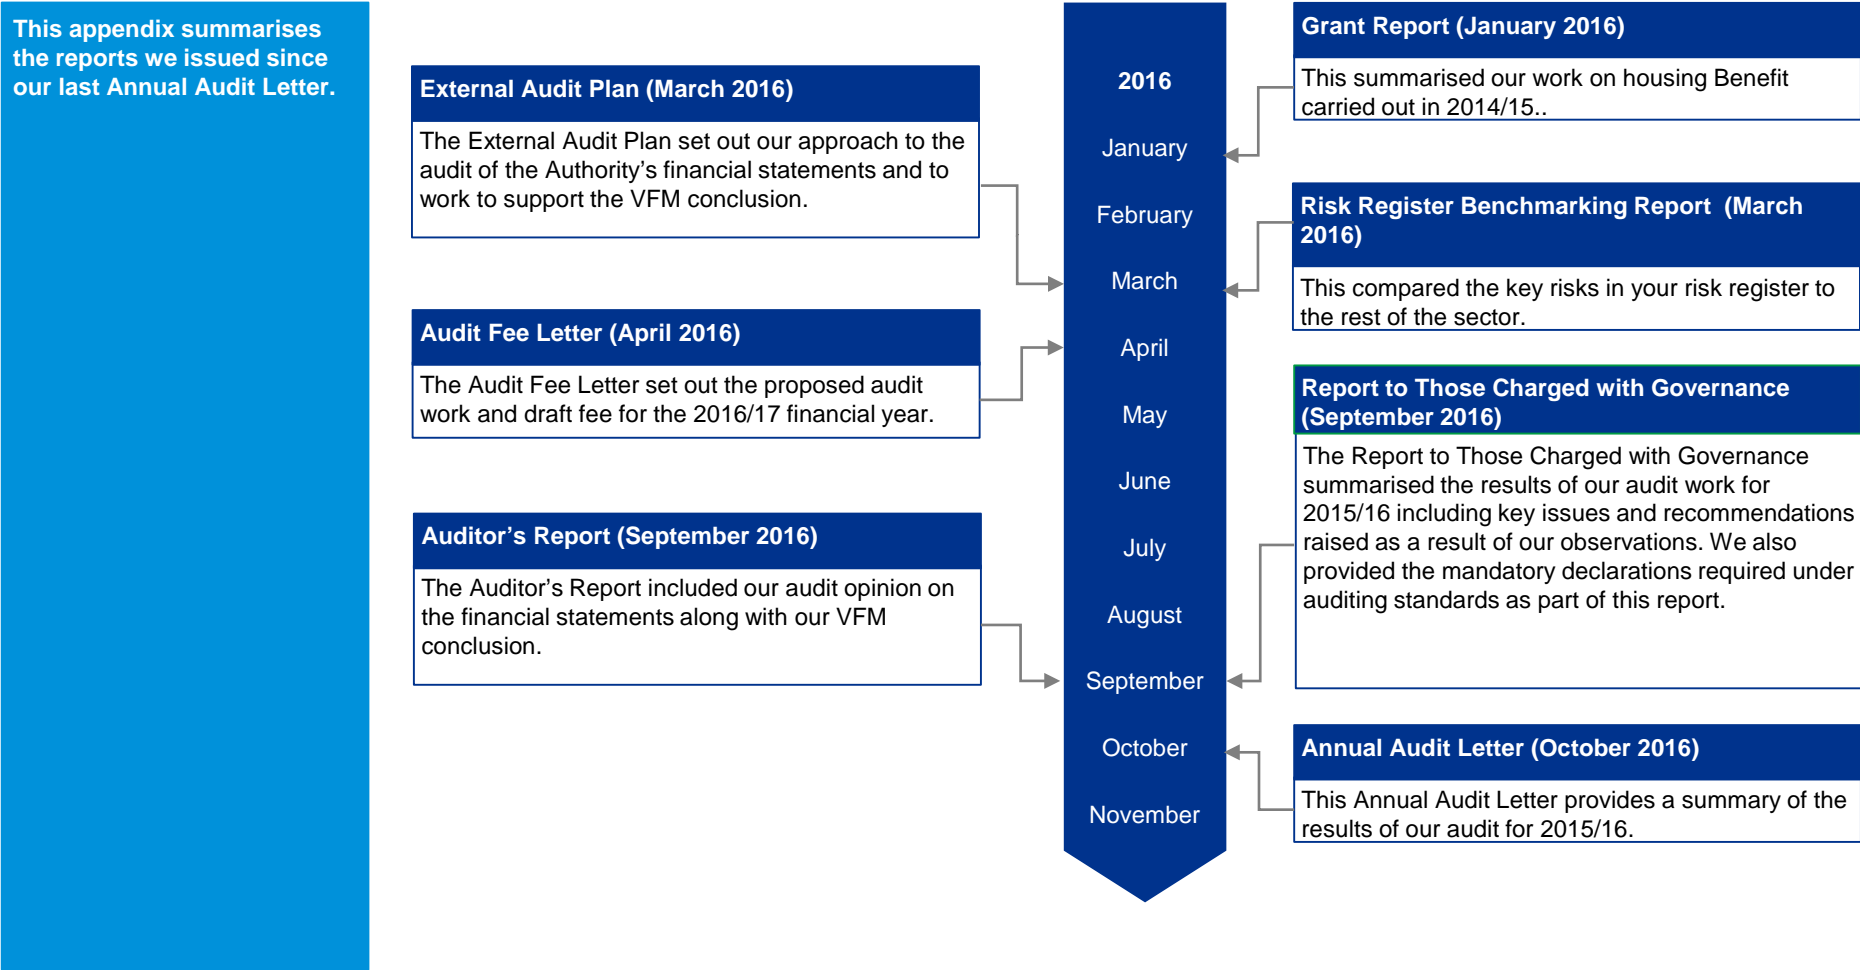 This appendix summarises
the reports we issued since
our last Annual Audit Letter.
External Audit Plan (March 2016)
The External Audit Plan set out our approach to the
audit of the Authority’s financial statements and to
work to support the VFM conclusion.
Audit Fee Letter (April 2016)
The Audit Fee Letter set out the proposed audit
work and draft fee for the 2016/17 financial year.
Auditor’s Report (September 2016)
The Auditor’s Report included our audit opinion on
the financial statements along with our VFM
conclusion.
2016
January
February
March
April
May
June
July
August
September
October
November
Grant Report (January 2016)
This summarised our work on housing Benefit
carried out in 2014/15..
Risk Register Benchmarking Report (March
2016)
This compared the key risks in your risk register to
the rest of the sector.
Report to Those Charged with Governance
(September 2016)
The Report to Those Charged with Governance
summarised the results of our audit work for
2015/16 including key issues and recommendations
raised as a result of our observations. We also
provided the mandatory declarations required under
auditing standards as part of this report.
Annual Audit Letter (October 2016)
This Annual Audit Letter provides a summary of the
results of our audit for 2015/16.